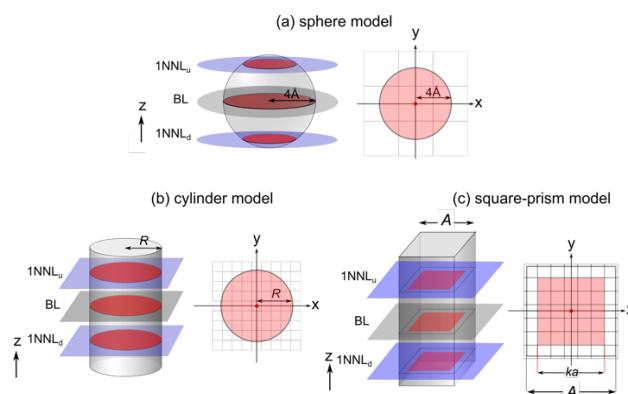 (a) sphere model
1NNLu
BL
1NNLd
z
4Å
y
4Å
x
(b) cylinder model
R
1NNLu
BL
1NNLd
z
y
R
x
(c) square-prism model
A
1NNLu
BL
1NNLd
z
y
x
ka
A